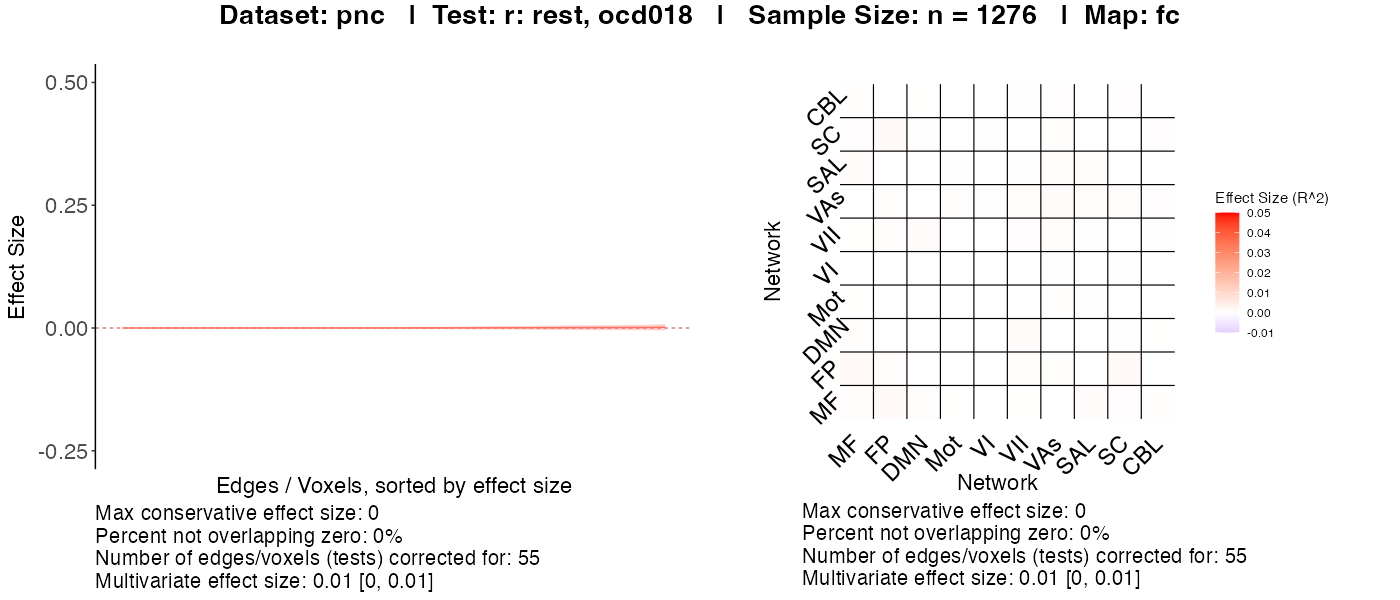 Dataset: pnc | Test: r: rest, ocd018 | Sample Size: n = 1276 | Map: fc
Effect Size
0.50
0.25
0.00
-0.25
Edges / Voxels, sorted by effect size
Max conservative effect size: 0
Percent not overlapping zero: 0%
Number of edges/voxels (tests) corrected for: 55
Multivariate effect size: 0.01 [0, 0.01]
Network
CBL
SC
SAL
VAs
VII
VI
Mot
DMN
FP
MF
MF FP DMN Mot VI VII VAs SAL SC CBL
Network
Effect Size (R^2)
0.05
0.04
0.03
0.02
0.01
0.00
-0.01
Max conservative effect size: 0
Percent not overlapping zero: 0%
Number of edges/voxels (tests) corrected for: 55
Multivariate effect size: 0.01 [0, 0.01]